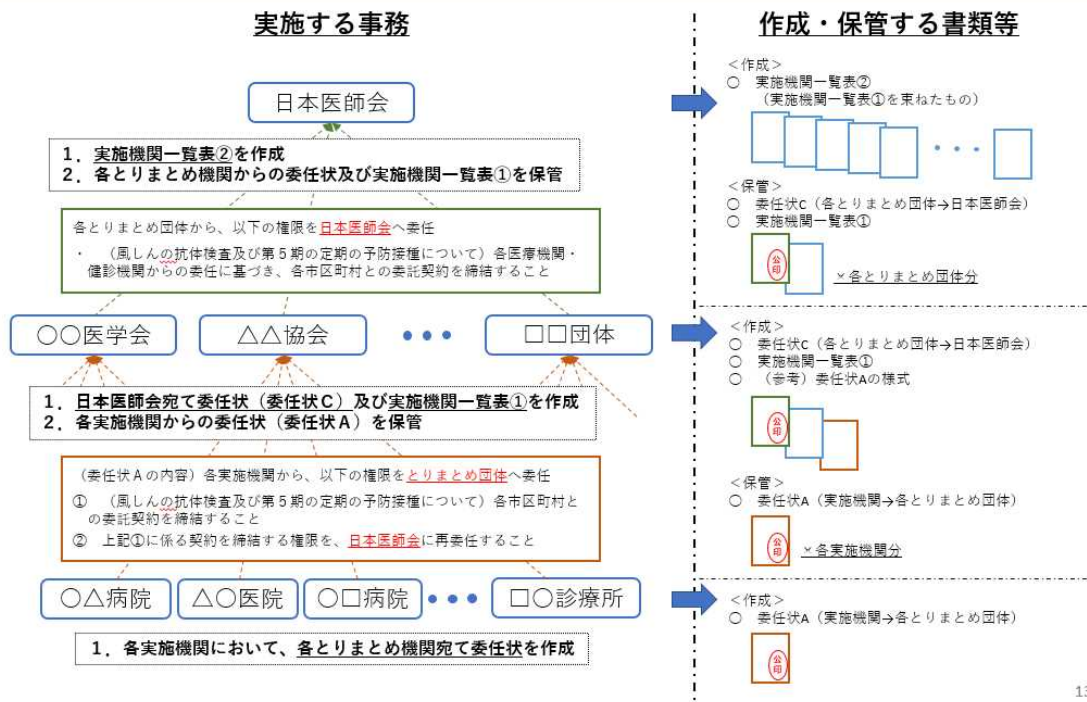 実施する事務
日本医師会
1．実施機関一覧表②を作成
2．各とりまとめ機関からの委任状及び実施機関一覧表①を保管
各とりまとめ団体から、以下の権限を日本医師会へ委任
・　（風しんの抗体検査及び第５期の定期の予防接種について）各医療機関・
健診機関からの委任に基づき、各市区町村との委託契約を締結すること
○○医学会
△△協会
•••
□□団体
1．日本医師会宛て委任状（委任状Ｃ）及び実施機関一覧表①を作成
2．各実施機関からの委任状（委任状Ａ）を保管
（委任状Ａの内容）各実施機関から、以下の権限をとりまとめ団体へ委任
①　（風しんの抗体検査及び第５期の定期の予防接種について）各市区町村と
の委託契約を締結すること
②　上記①に係る契約を締結する権限を、日本医師会に再委任すること
○△病院
△○医院
○□病院
•••
□○診療所
1．各実施機関において、各とりまとめ機関宛て委任状を作成
作成・保管する書類等
＜作成＞
○　実施機関一覧表②
（実施機関一覧表①を束ねたもの）
•••
＜保管＞
○　委任状C（各とりまとめ団体→日本医師会）
○　実施機関一覧表①
公印
×各とりまとめ団体分
＜作成＞
○　委任状C（各とりまとめ団体→日本医師会）
○　実施機関一覧表①
○　（参考）委任状Aの様式
公印
＜保管＞
○　委任状A（実施機関→各とりまとめ団体）
公印
×各実施機関分
＜作成＞
○　委任状A（実施機関→各とりまとめ団体）
公印
13